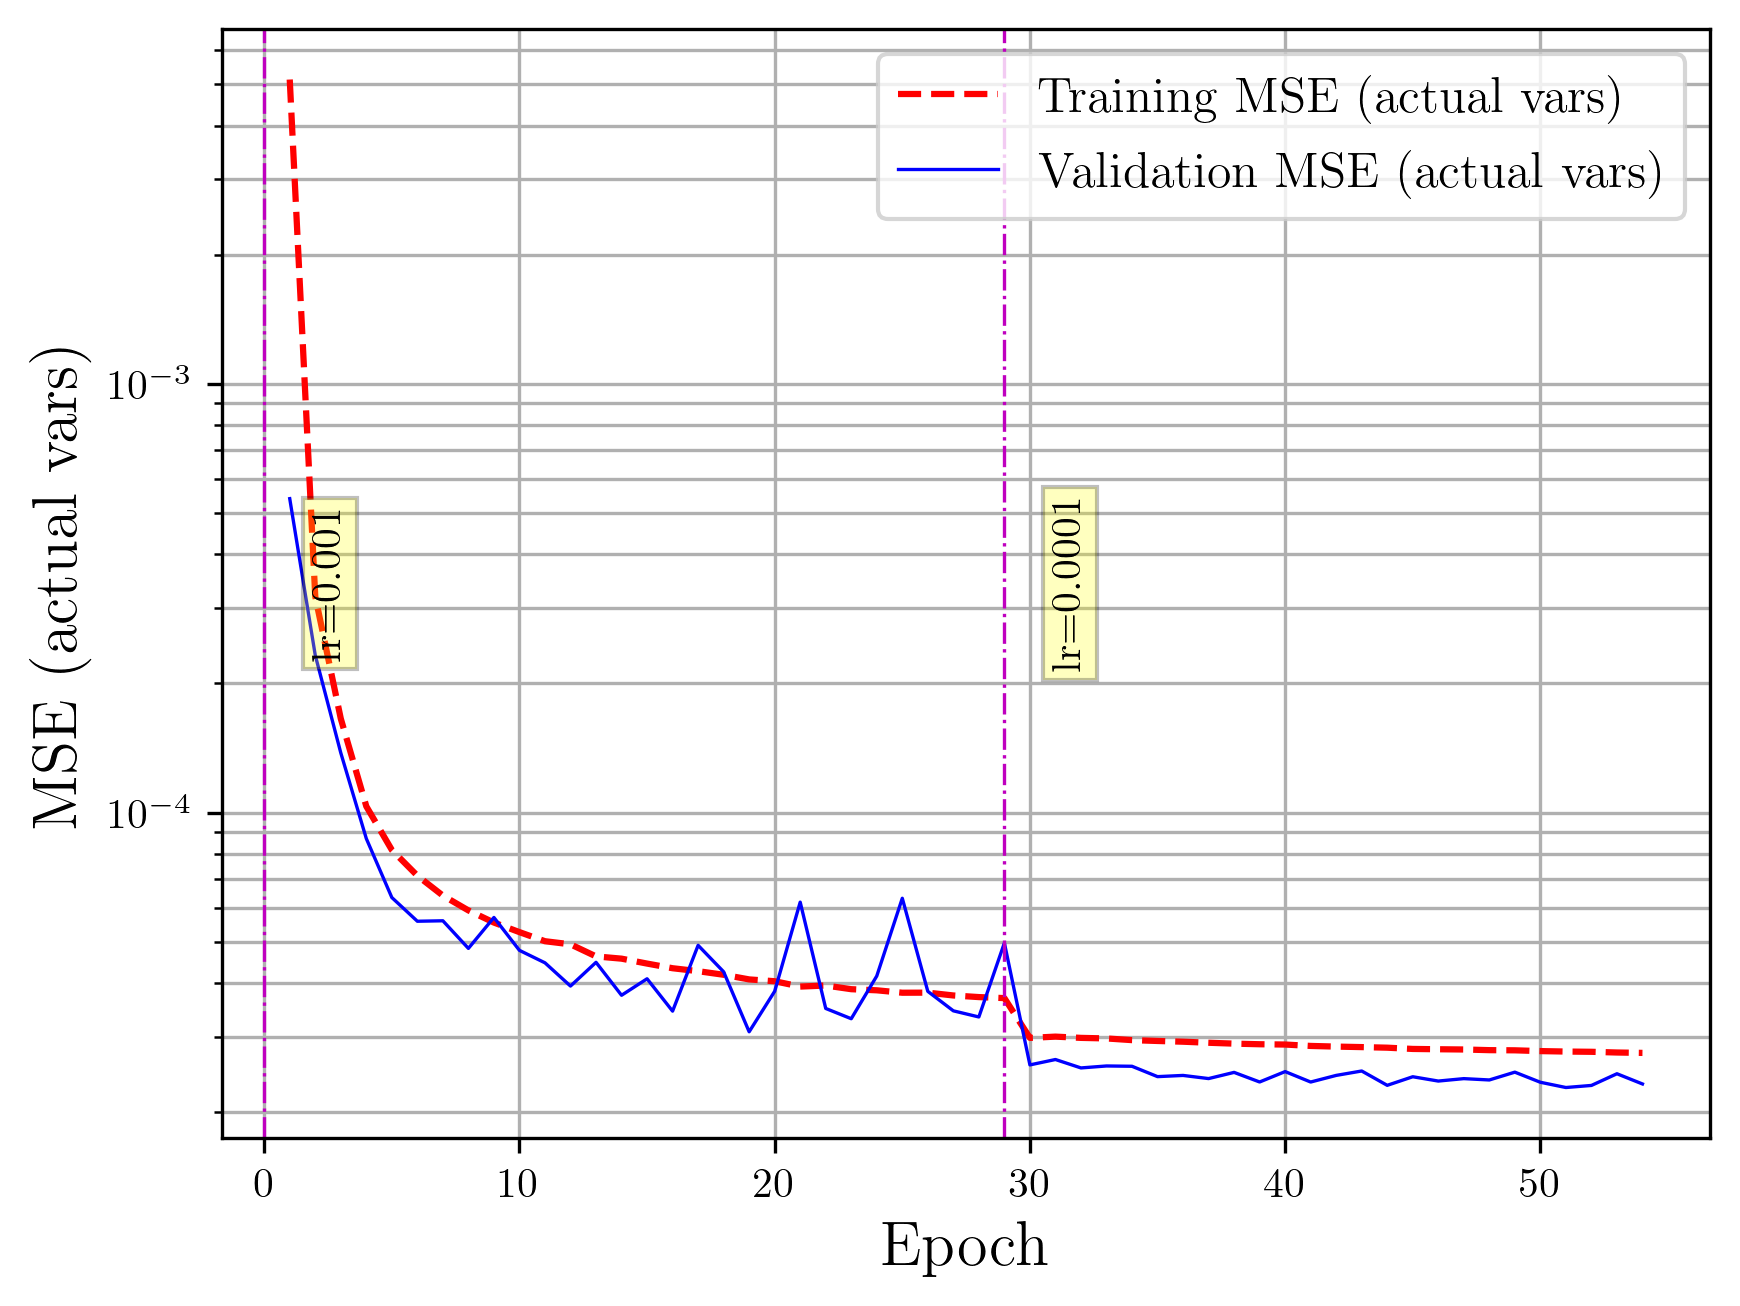 Training MSE (actual vars)
Validation MSE (actual vars)
MSE (actual vars)
10⁻³
10⁻⁴
lr=0.001
lr=0.0001
0 10 20 30 40 50
Epoch